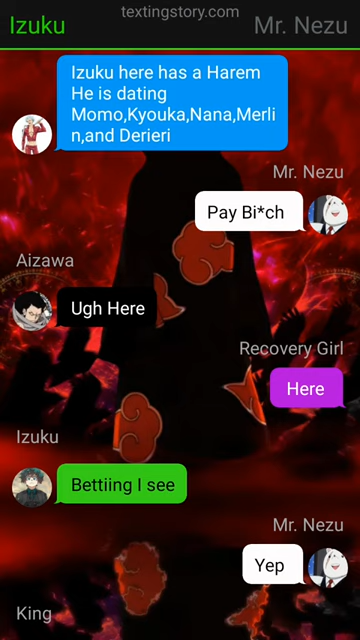 textingstory.com
Izuku
Mr. Nezu
Izuku here has a Harem
He is dating
Momo,Kyouka,Nana,Merli
n,and Derieri
Mr. Nezu
Pay Bi*ch
Aizawa
Ugh Here
Recovery Girl
Here
Izuku
Bettiing I see
Mr. Nezu
Yep
King